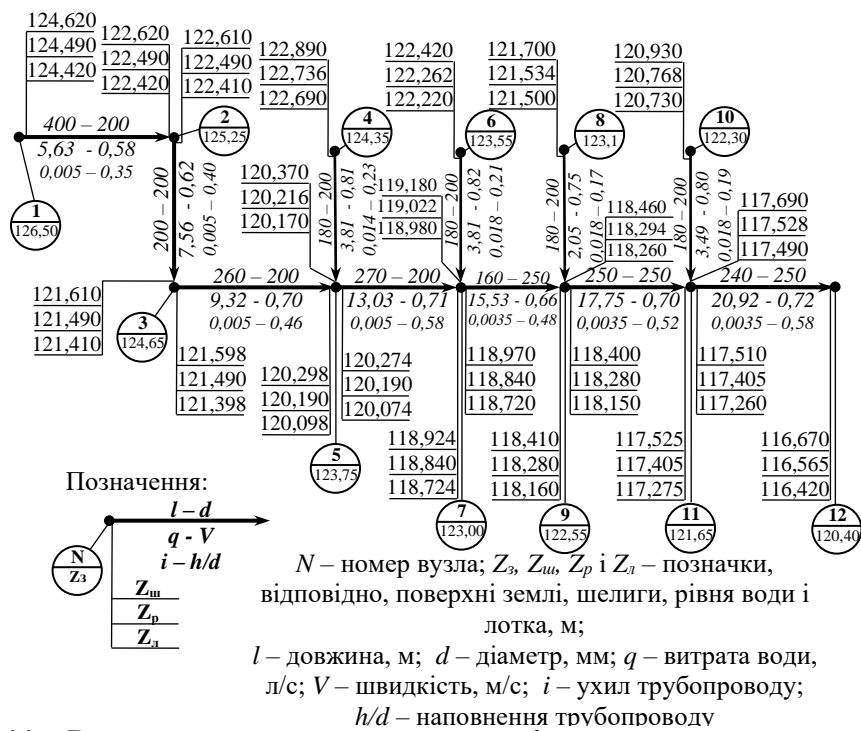 124,620
124,490
124,420
122,620
122,490
122,420
122,610
122,490
122,410
122,890
122,736
122,690
122,420
122,262
122,220
121,700
121,534
121,500
120,930
120,768
120,730
400 – 200
5,63 - 0,58
0,005 – 0,35
1
126,50
2
125,25
4
124,35
6
123,55
8
123,1
10
122,30
200 – 200
7,56 - 0,62
0,005 – 0,40
120,370
120,216
120,170
180 – 200
3,81 - 0,81
0,014 – 0,23
119,180
119,022
118,980
180 – 200
3,81 - 0,82
0,018 – 0,21
180 – 200
2,05 - 0,75
0,018 – 0,17
118,460
118,294
118,260
180 – 200
3,49 - 0,80
0,018 – 0,19
117,690
117,528
117,490
121,610
121,490
121,410
3
124,65
260 – 200
9,32 - 0,70
0,005 – 0,46
270 – 200
13,03 - 0,71
0,005 – 0,58
160 – 250
15,53 - 0,66
0,0035 – 0,48
250 – 250
17,75 - 0,70
0,0035 – 0,52
240 – 250
20,92 - 0,72
0,0035 – 0,58
121,598
121,490
121,398
120,298
120,190
120,098
120,274
120,190
120,074
118,924
118,840
118,724
118,970
118,840
118,720
118,410
118,280
118,160
118,400
118,280
118,150
117,525
117,405
117,275
117,510
117,405
117,260
116,670
116,565
116,420
5
123,75
7
123,00
9
122,55
11
121,65
12
120,40
Позначення:
l – d
q - V
i – h/d
N
Zз
Zш
Zр
Zл
N – номер вузла; Zз, Zш, Zр і Zл – позначки,
відповідно, поверхні землі, шелиги, рівня води і
лотка, м;
l – довжина, м; d – діаметр, мм; q – витрата води,
л/с; V – швидкість, м/с; i – ухил трубопроводу;
h/d – наповнення трубопроводу